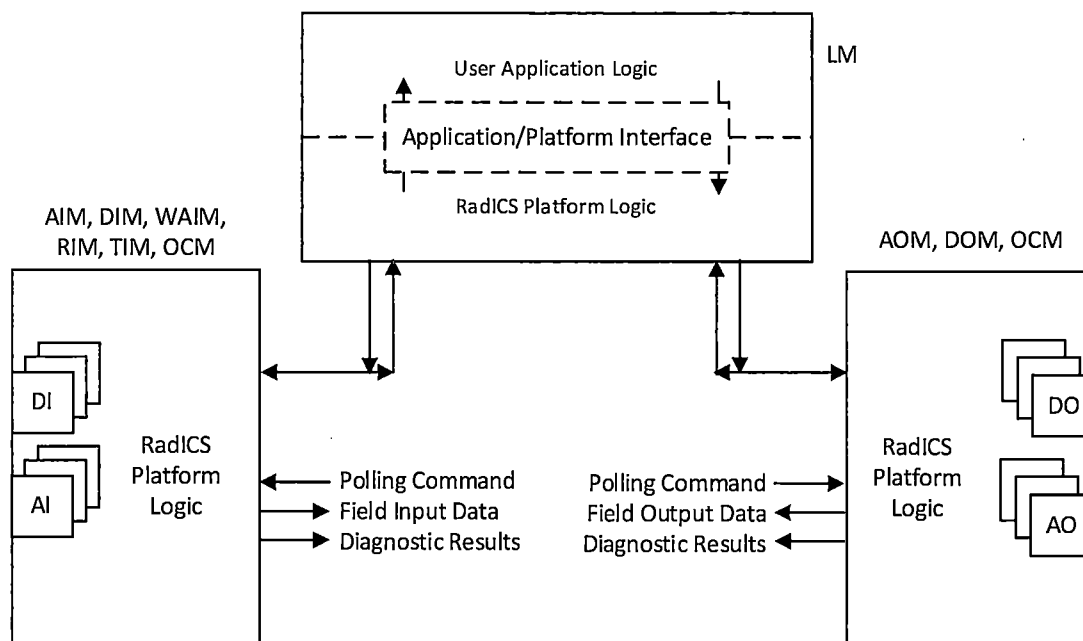 User Application Logic
LM
Application/Platform Interface
RadICS Platform Logic
AIM, DIM, WAIM,
RIM, TIM, OCM
AOM, DOM, OCM
DI
AI
RadICS
Platform
Logic
Polling Command
Field Input Data
Diagnostic Results
Polling Command
Field Output Data
Diagnostic Results
RadICS
Platform
Logic
DO
AO